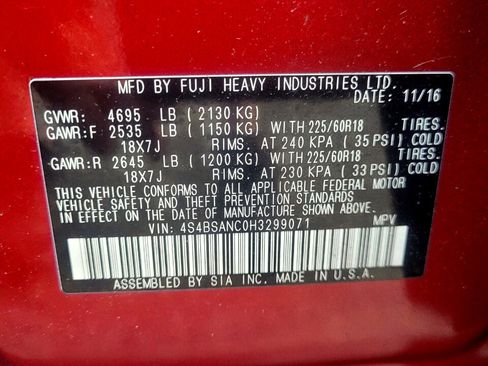 MFD BY FUJI HEAVY INDUSTRIES LTD.
DATE: 11/16
GVWR: 4695 LB (2130 KG)
GAWR:F 2535 LB (1150 KG) WITH 225/60R18 TIRES.
18X7J RIMS. AT 240 KPA (35 PSI) COLD
GAWR:R 2645 LB (1200 KG) WITH 225/60R18 TIRES.
18X7J RIMS. AT 230 KPA (33 PSI) COLD
THIS VEHICLE CONFORMS TO ALL APPLICABLE FEDERAL MOTOR
VEHICLE SAFETY AND THEFT PREVENTION STANDARDS
IN EFFECT ON THE DATE OF MANUFACTURE SHOWN ABOVE.
VIN: 4S4BSANC0H3299071 MPV
ASSEMBLED BY SIA INC. MADE IN U.S.A.